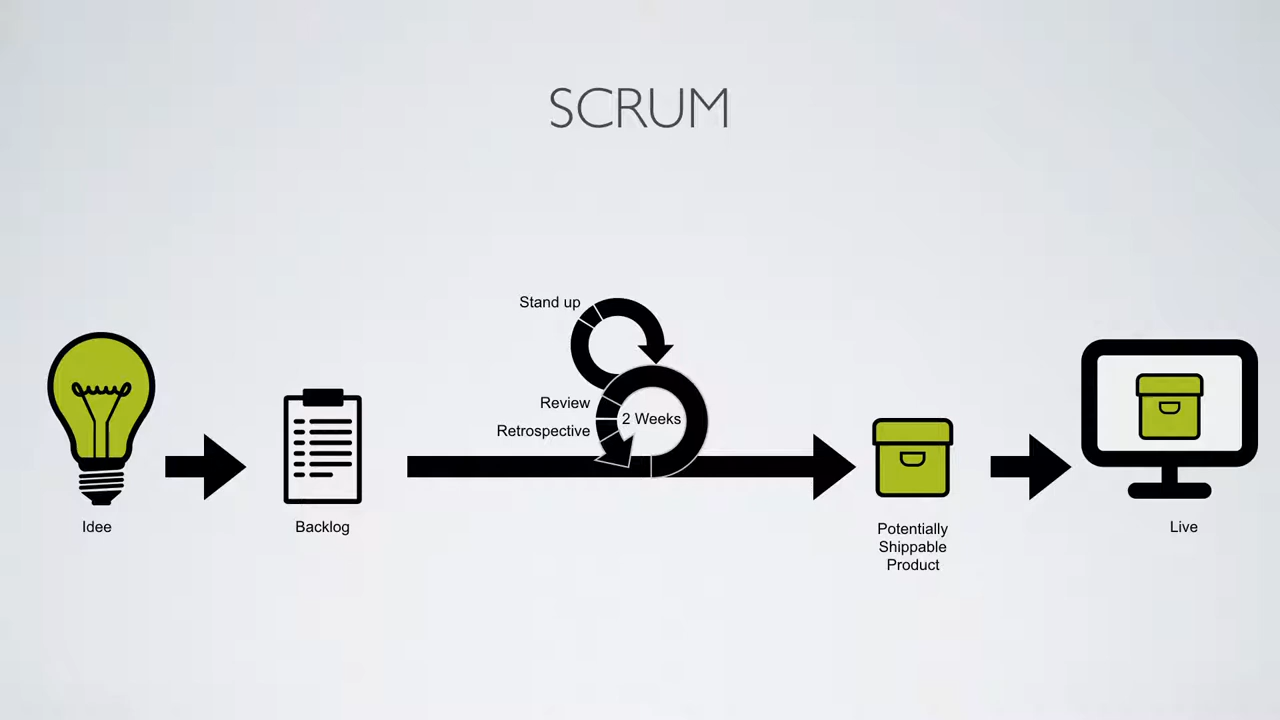 SCRUM
Stand up
Review
2 Weeks
Retrospective
Idee
Backlog
Potentially
Shippable
Product
Live